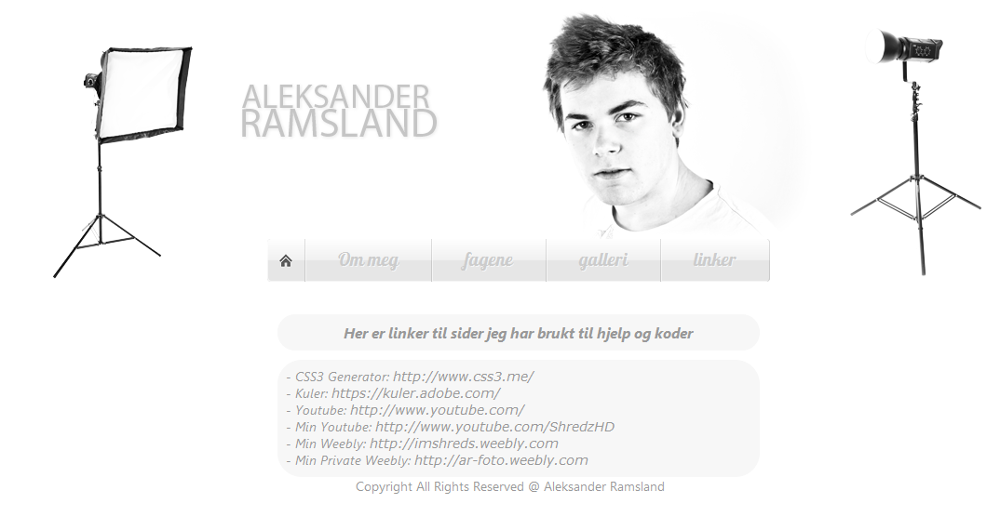 ALEKSANDER
RAMSLAND
Om meg
fagene
galleri
linker
Her er linker til sider jeg har brukt til hjelp og koder
- CSS3 Generator: http://www.css3.me/
- Kuler: https://kuler.adobe.com/
- Youtube: http://www.youtube.com/
- Min Youtube: http://www.youtube.com/ShredzHD
- Min Weebly: http://imshreds.weebly.com
- Min Private Weebly: http://ar-foto.weebly.com
Copyright All Rights Reserved @ Aleksander Ramsland